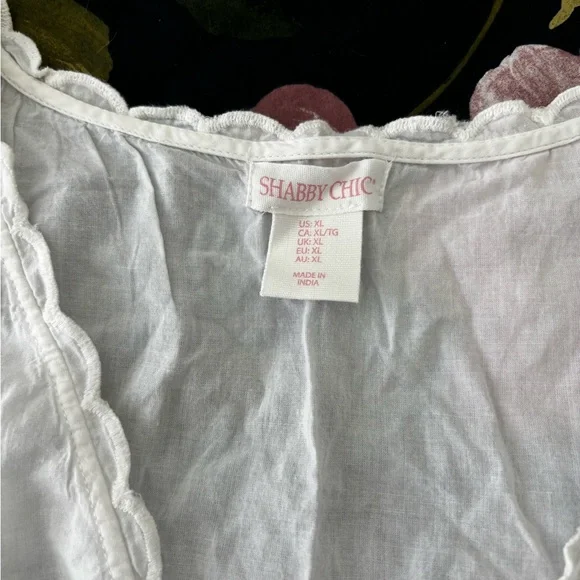 SHABBY CHIC®
US: XL
CA: XL/TG
UK: XL
EU: XL
AU: XL
MADE IN
INDIA